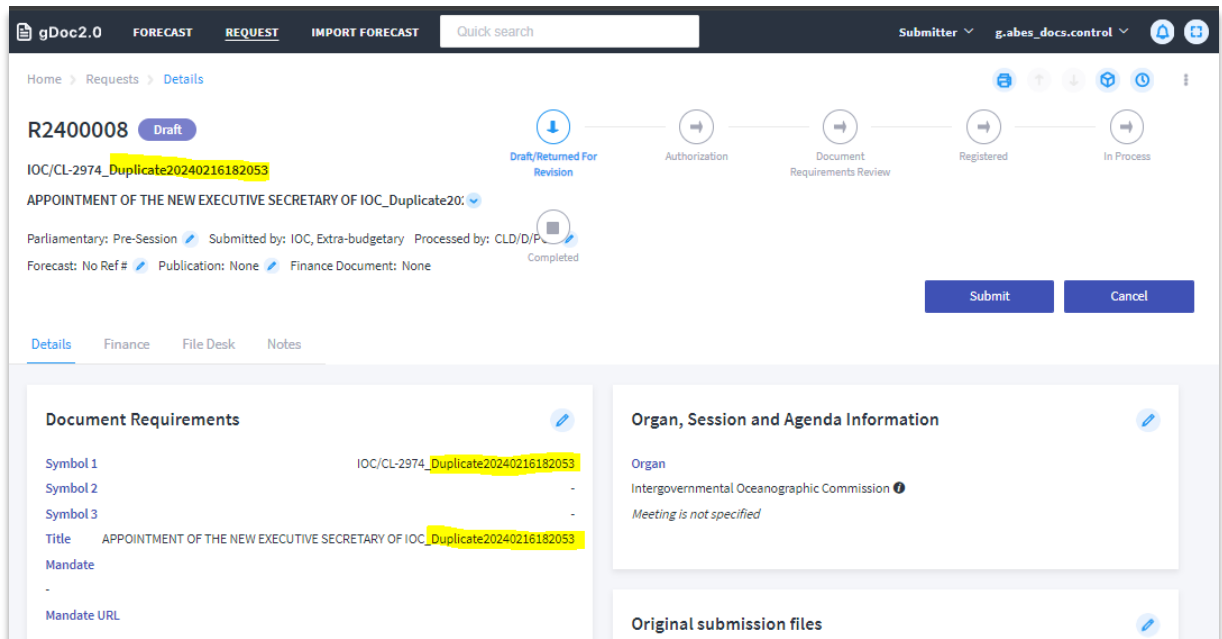 gDoc2.0 FORECAST REQUEST IMPORT FORECAST Quick search Submitter g.abes_docs.control
Home > Requests > Details
R2400008 Draft
Draft/Returned For Revision
Authorization
Document Requirements Review
Registered
In Process
IOC/CL-2974_Duplicate20240216182053
APPOINTMENT OF THE NEW EXECUTIVE SECRETARY OF IOC_Duplicate20
Parliamentary: Pre-Session Submitted by: IOC, Extra-budgetary Processed by: CLD/D/P
Completed
Forecast: No Ref # Publication: None Finance Document: None
Submit Cancel
Details Finance File Desk Notes
Document Requirements
Symbol 1 IOC/CL-2974_Duplicate20240216182053
Symbol 2 -
Symbol 3 -
Title APPOINTMENT OF THE NEW EXECUTIVE SECRETARY OF IOC_Duplicate20240216182053
Mandate
-
Mandate URL
Organ, Session and Agenda Information
Organ
Intergovernmental Oceanographic Commission
Meeting is not specified
Original submission files